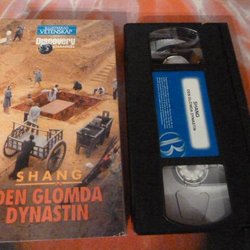 VETENSKAP
Discovery
SHANG
DEN GLÖMDA
DYNASTIN
SHANG
DEN GLÖMDA DYNASTIN